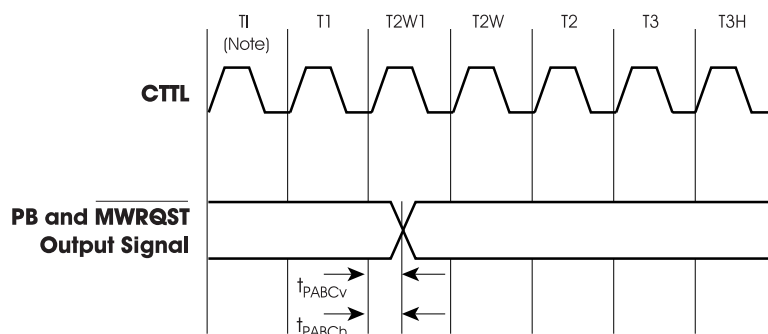 TI T1 T2W1 T2W T2 T3 T3H
(Note)
CTTL
PB and MWRQST
Output Signal
tPABCv
tPABCh